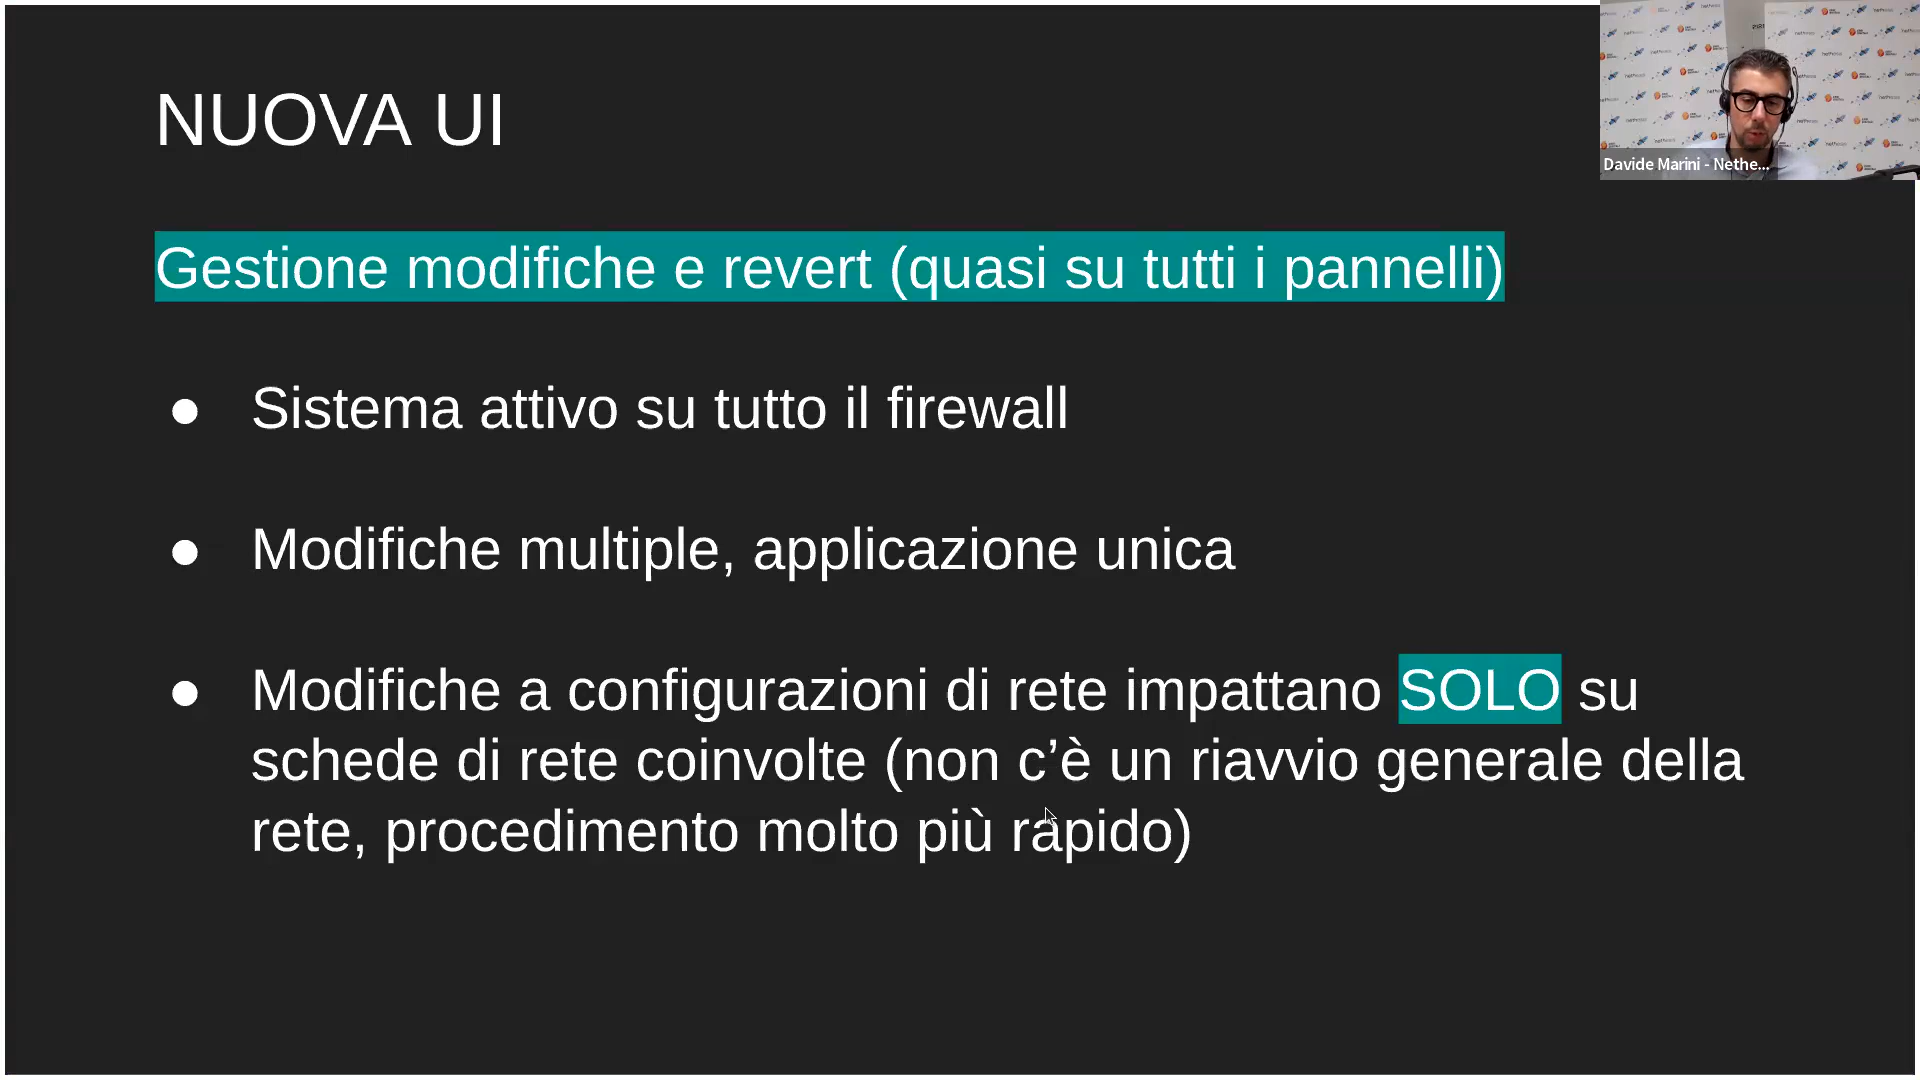 NUOVA UI
Davide Marini - Nethe...
Gestione modifiche e revert (quasi su tutti i pannelli)
● Sistema attivo su tutto il firewall
● Modifiche multiple, applicazione unica
● Modifiche a configurazioni di rete impattano SOLO su
schede di rete coinvolte (non c’è un riavvio generale della
rete, procedimento molto più rapido)